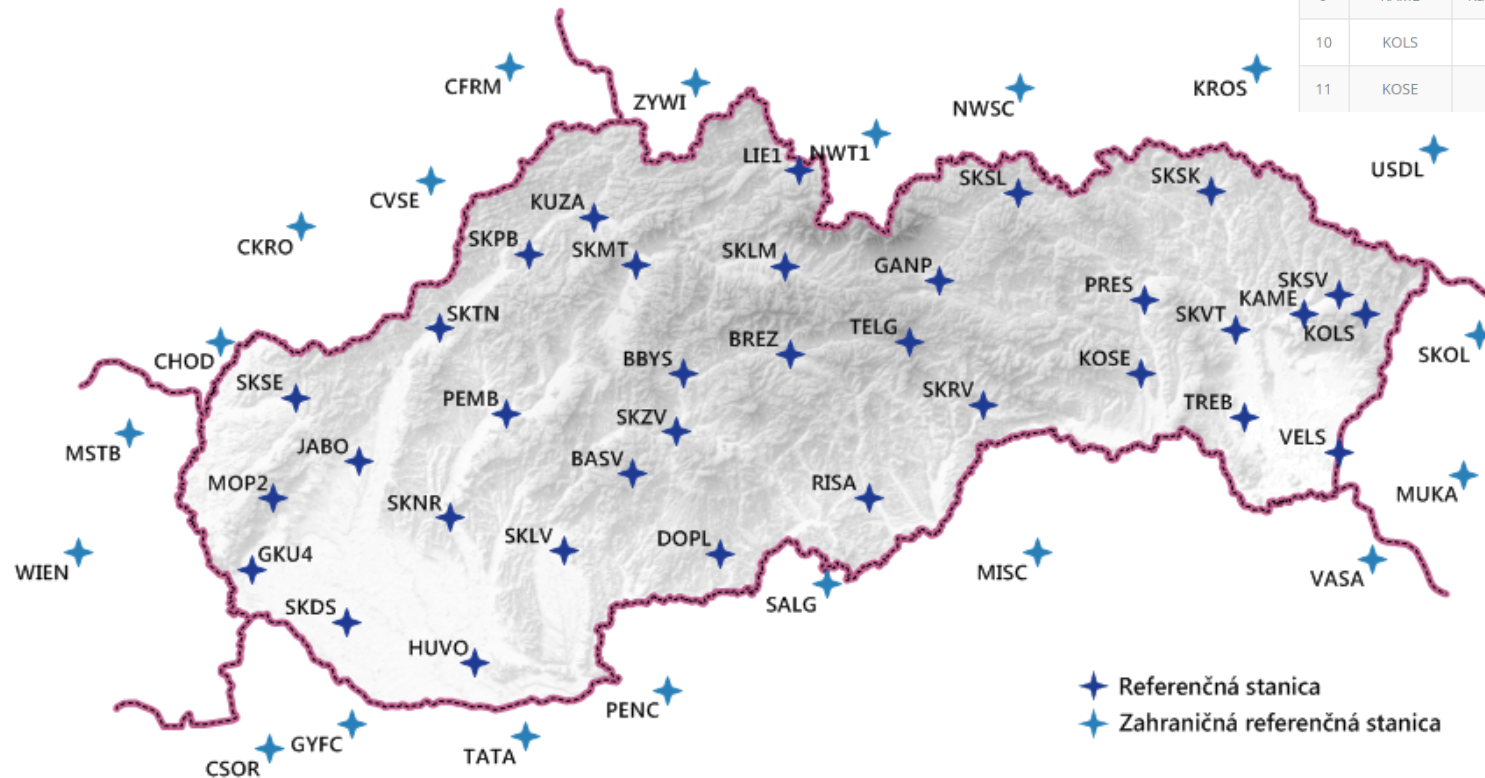 10 KOLS
11 KOSE
CFRM
ZYWI
NWSC
KROS
LIE1
NWT1
USDL
CVSE
KUZA
SKSL
SKSK
CKRO
SKPB
SKMT
SKLM
GANP
PRES
SKSV
KAME
SKVT
KOLS
SKTN
TELG
BREZ
CHOD
BBYS
KOSE
SKOL
SKSE
PEMB
SKZV
SKRV
TREB
VELS
MSTB
JABO
BASV
MOP2
SKNR
RISA
MUKA
SKLV
DOPL
WIEN
GKU4
MISC
VASA
SKDS
SALG
HUVO
PENC
Referenčná stanica
Zahraničná referenčná stanica
GYFC
CSOR
TATA